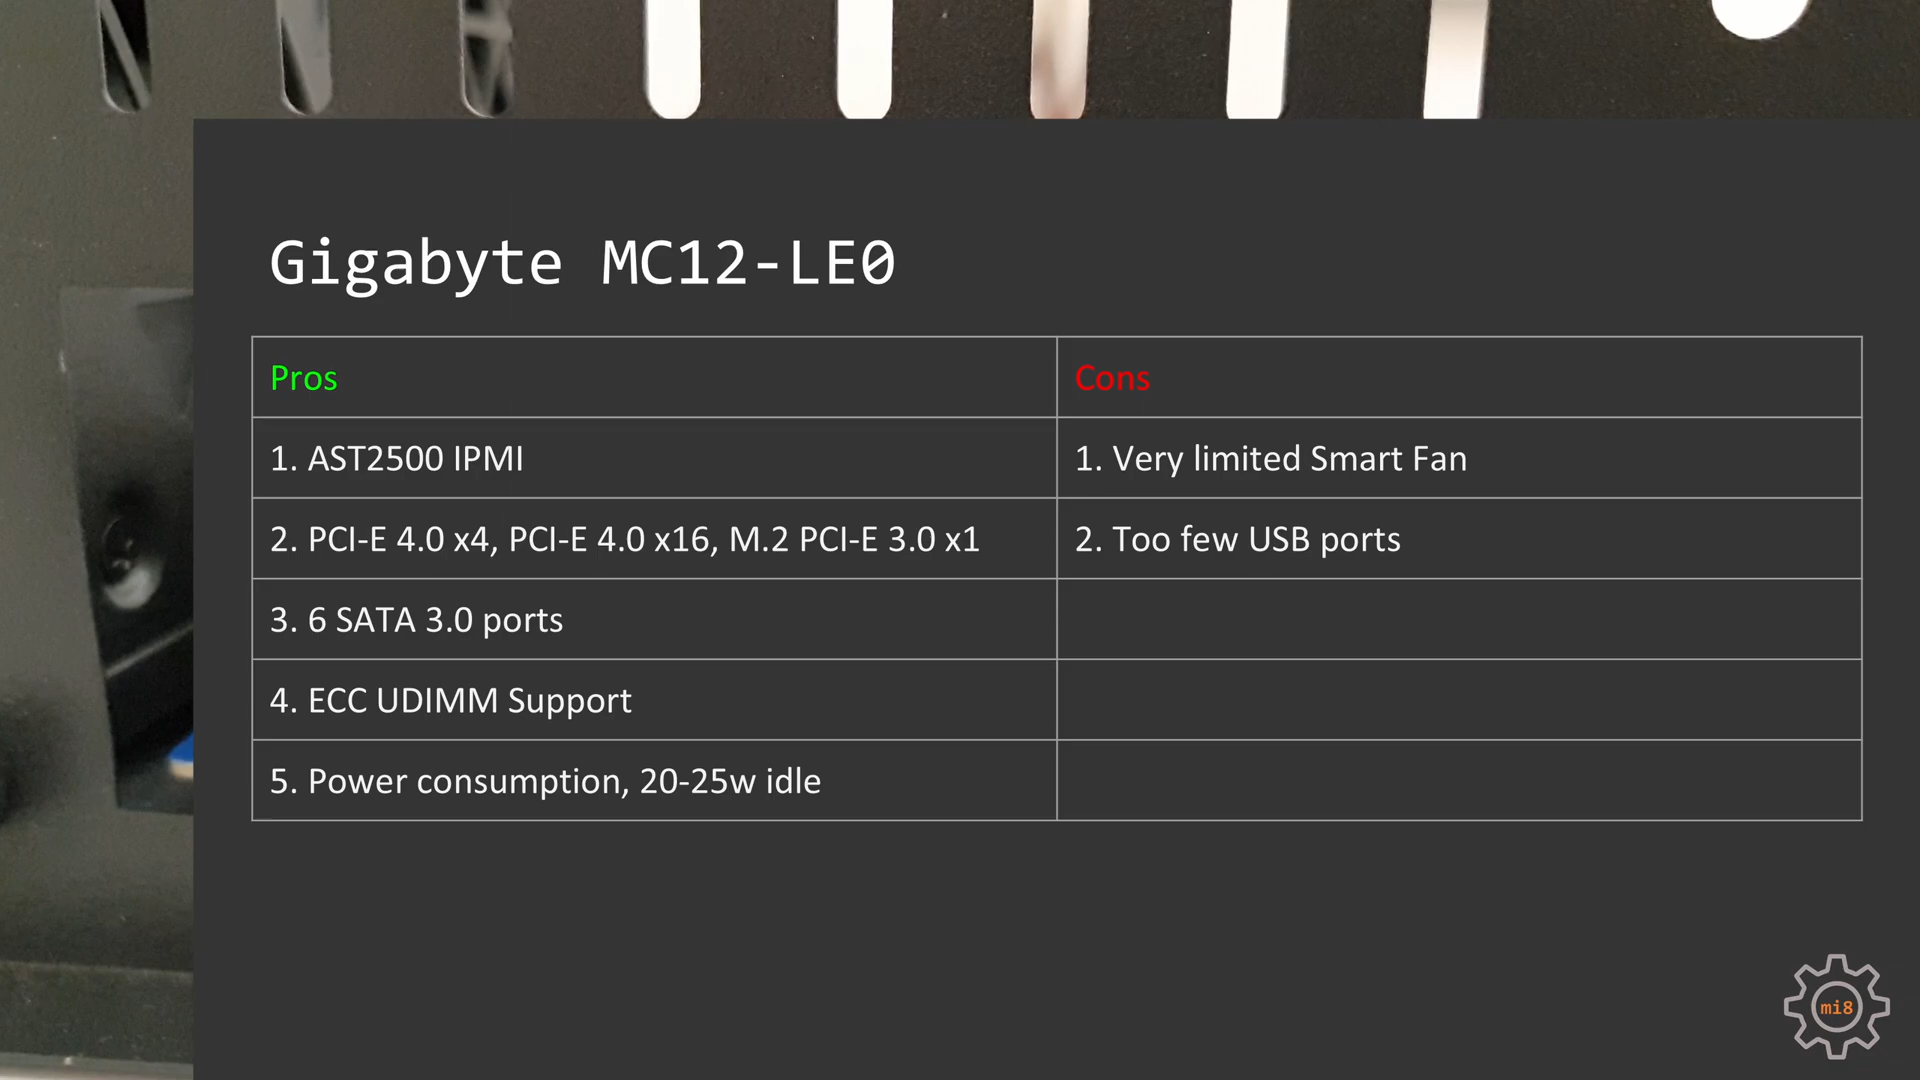 Gigabyte MC12-LE0
Pros
Cons
1. AST2500 IPMI
1. Very limited Smart Fan
2. PCI-E 4.0 x4, PCI-E 4.0 x16, M.2 PCI-E 3.0 x1
2. Too few USB ports
3. 6 SATA 3.0 ports
4. ECC UDIMM Support
5. Power consumption, 20-25w idle
mi8